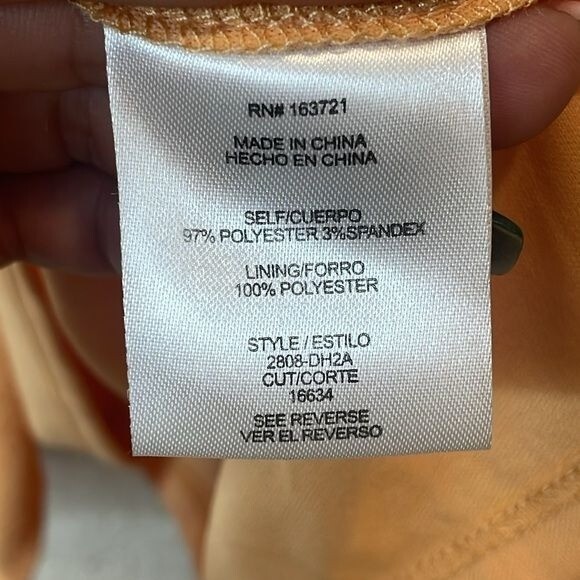 RN# 163721
MADE IN CHINA
HECHO EN CHINA
SELF/CUERPO
97% POLYESTER 3%SPANDEX
LINING/FORRO
100% POLYESTER
STYLE / ESTILO
2808-DH2A
CUT/CORTE
16634
SEE REVERSE
VER EL REVERSO